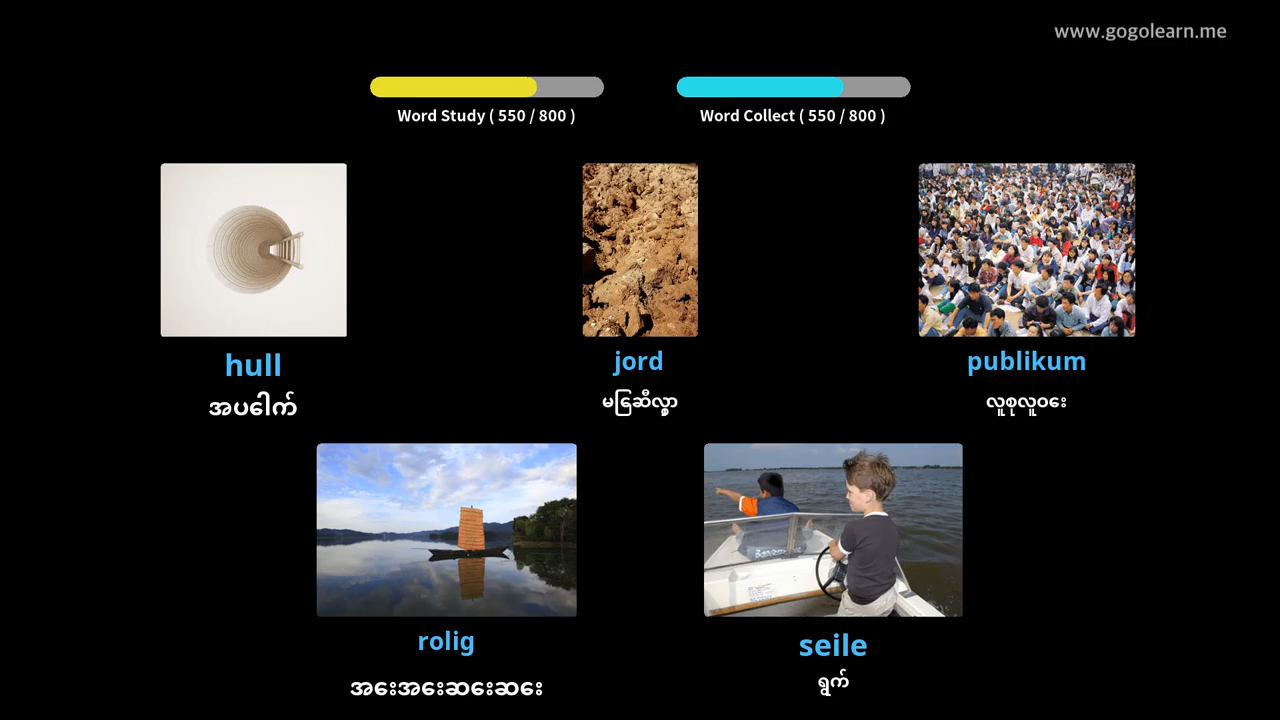 www.gogolearn.me
Word Study ( 550 / 800 )
Word Collect ( 550 / 800 )
hull
jord
publikum
အပေါက်
မြေဆီလွှာ
လူစုလူဝေး
rolig
seile
အေးအေးဆေးဆေး
ရွက်